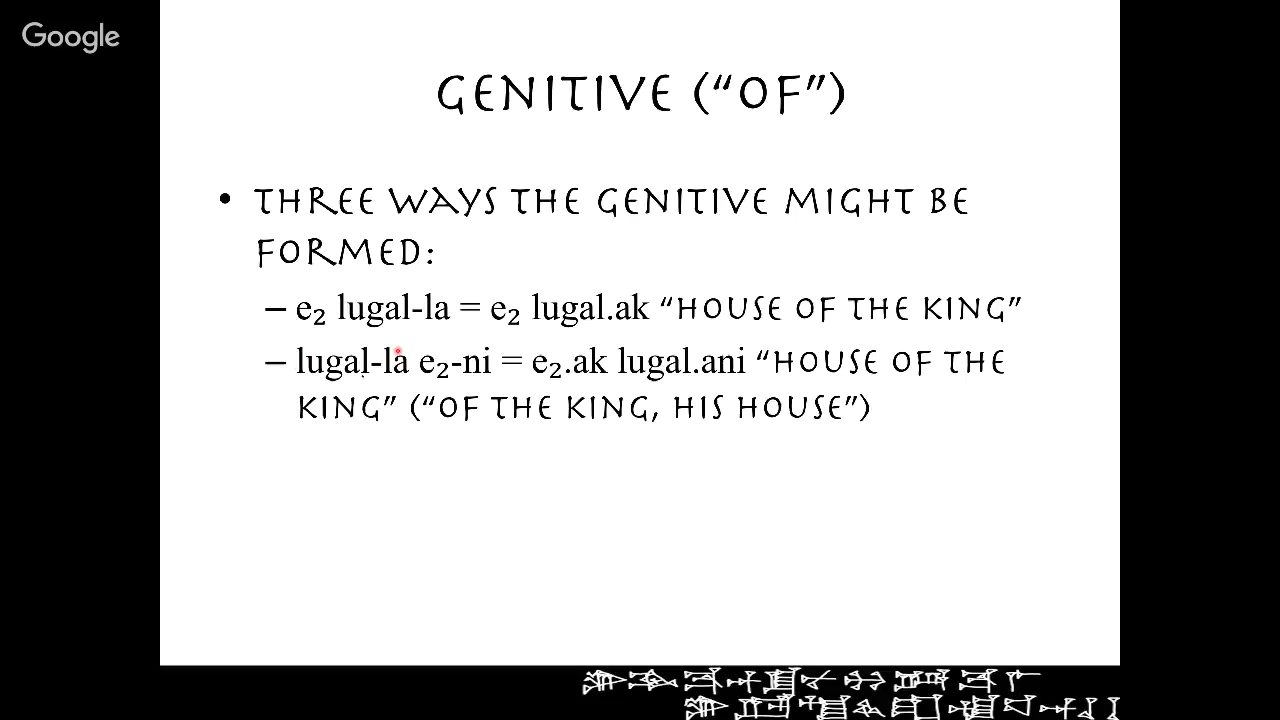 Google
GENITIVE (“OF”)
• THREE WAYS THE GENITIVE MIGHT BE
FORMED:
– e₂ lugal-la = e₂ lugal.ak “HOUSE OF THE KING”
– lugal-la e₂-ni = e₂.ak lugal.ani “HOUSE OF THE
KING” (“OF THE KING, HIS HOUSE”)